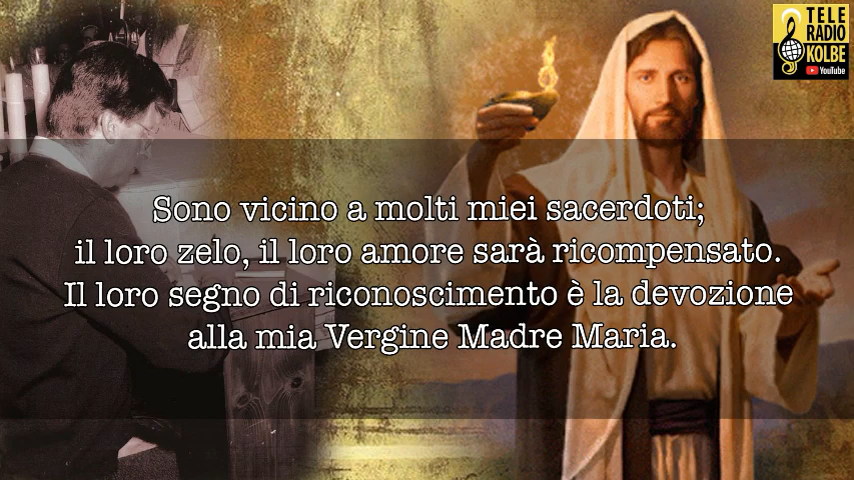 TELE
RADIO
KOLBE
YouTube
Sono vicino a molti miei sacerdoti;
il loro zelo, il loro amore sarà ricompensato.
Il loro segno di riconoscimento è la devozione
alla mia Vergine Madre Maria.